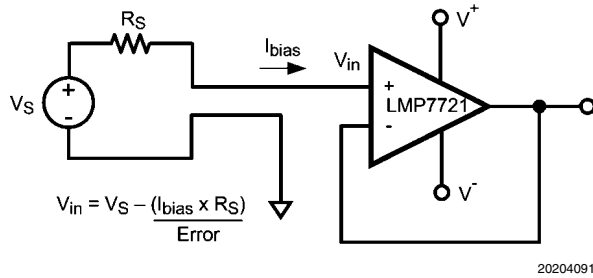 R_S
I_bias
V_in
V^+
+
LMP7721
-
V_S
+
-
V^-
V_in = V_S – (I_bias x R_S)
Error
20204091